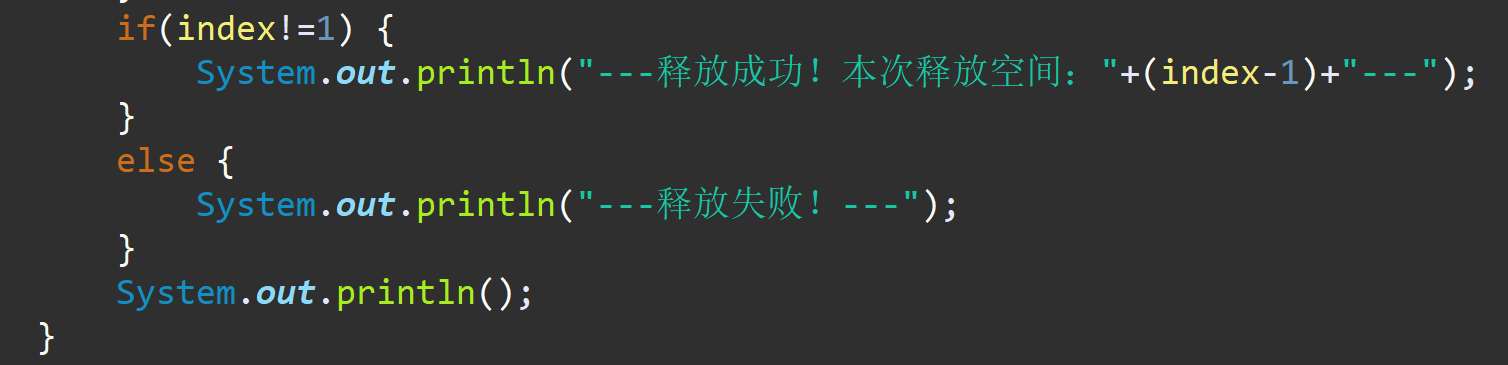 }
if(index!=1) {
System.out.println("---释放成功！本次释放空间："+(index-1)+"---");
}
else {
System.out.println("---释放失败！---");
}
System.out.println();
}